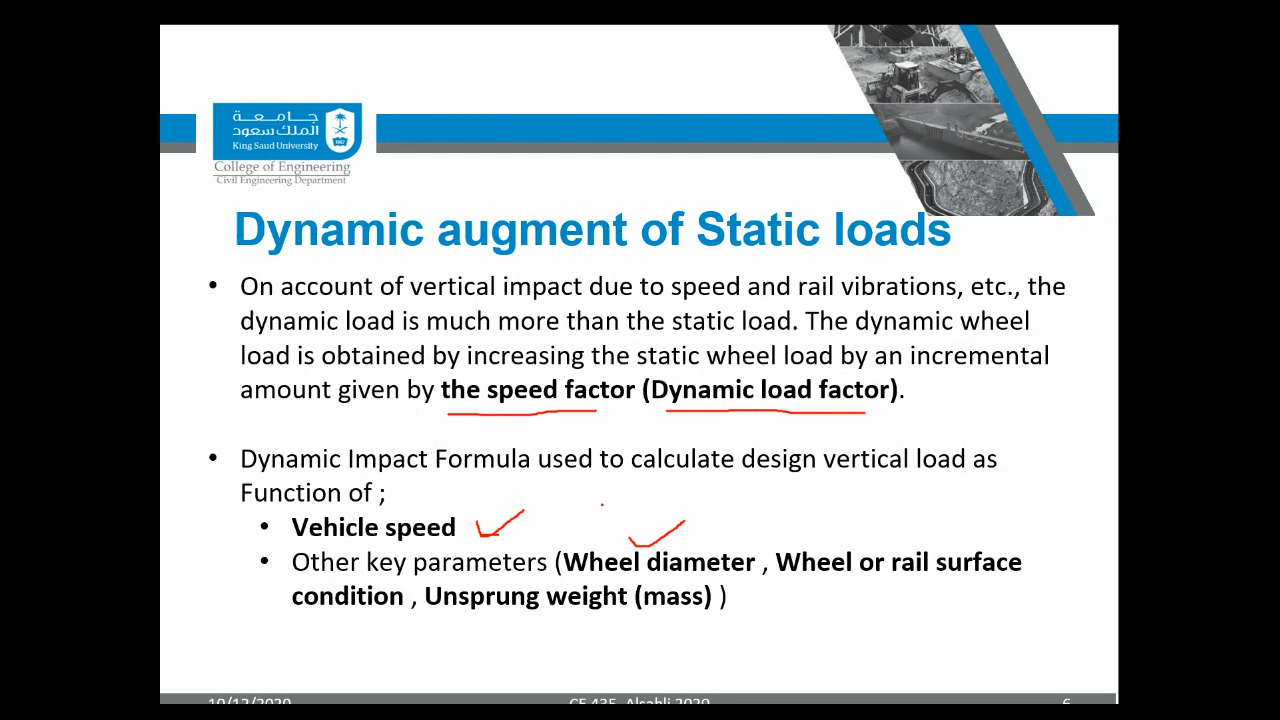 جامعة
الملك سعود
King Saud University
College of Engineering
Civil Engineering Department
Dynamic augment of Static loads
• On account of vertical impact due to speed and rail vibrations, etc., the
dynamic load is much more than the static load. The dynamic wheel
load is obtained by increasing the static wheel load by an incremental
amount given by the speed factor (Dynamic load factor).
• Dynamic Impact Formula used to calculate design vertical load as
Function of ;
• Vehicle speed
• Other key parameters (Wheel diameter , Wheel or rail surface
condition , Unsprung weight (mass) )
10/12/2020 CE 435- Alsahli 2020 6